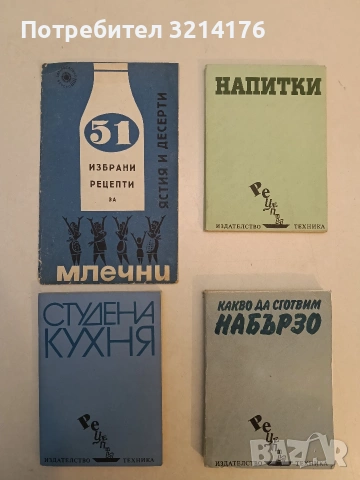 Потребител 3214176
51
ИЗБРАНИ
РЕЦЕПТИ
ЗА
МЛЕЧНИ
ЯСТИЯ И ДЕСЕРТИ
НАПИТКИ
Рецепти
ИЗДАТЕЛСТВО ТЕХНИКА
СТУДЕНА
КУХНЯ
Рецепти
ИЗДАТЕЛСТВО ТЕХНИКА
КАКВО ДА СГОТВИМ
НАБЪРЗО
Рецепти
ИЗДАТЕЛСТВО ТЕХНИКА
BAZAR